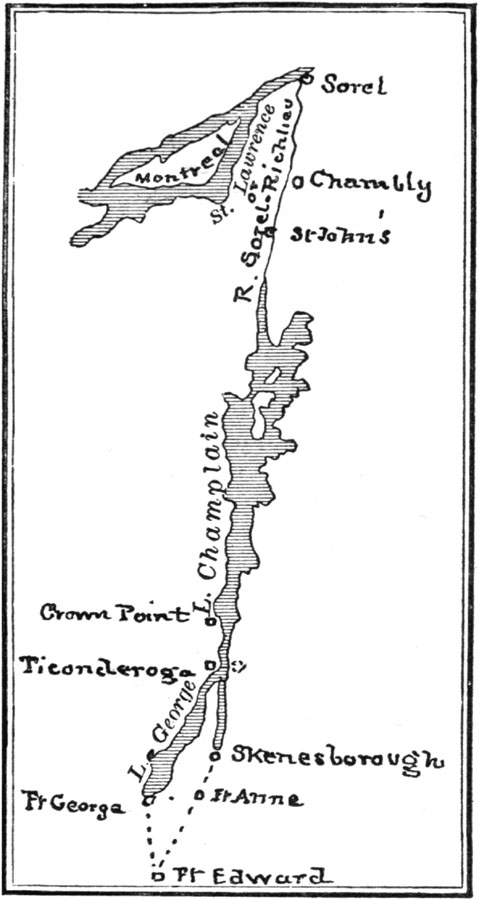 Sorel
St. Lawrence
Montreal
R. Sorel or Richlieu
Chambly
St John's
L. Champlain
Crown Point
Ticonderoga
L. George
Skenesborough
Ft George
Ft Anne
Ft Edward